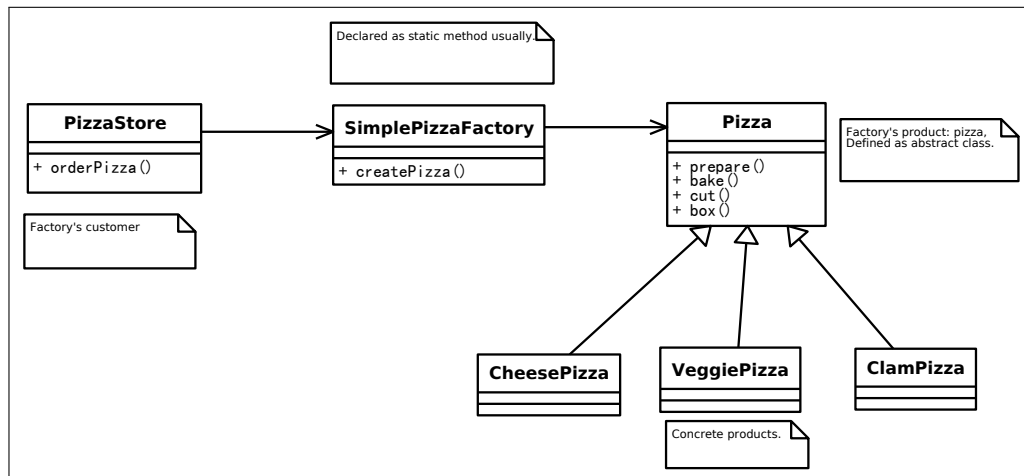 Declared as static method usually.
PizzaStore
+ orderPizza()
Factory's customer
SimplePizzaFactory
+ createPizza()
Pizza
+ prepare()
+ bake()
+ cut()
+ box()
Factory's product: pizza,
Defined as abstract class.
CheesePizza
VeggiePizza
ClamPizza
Concrete products.